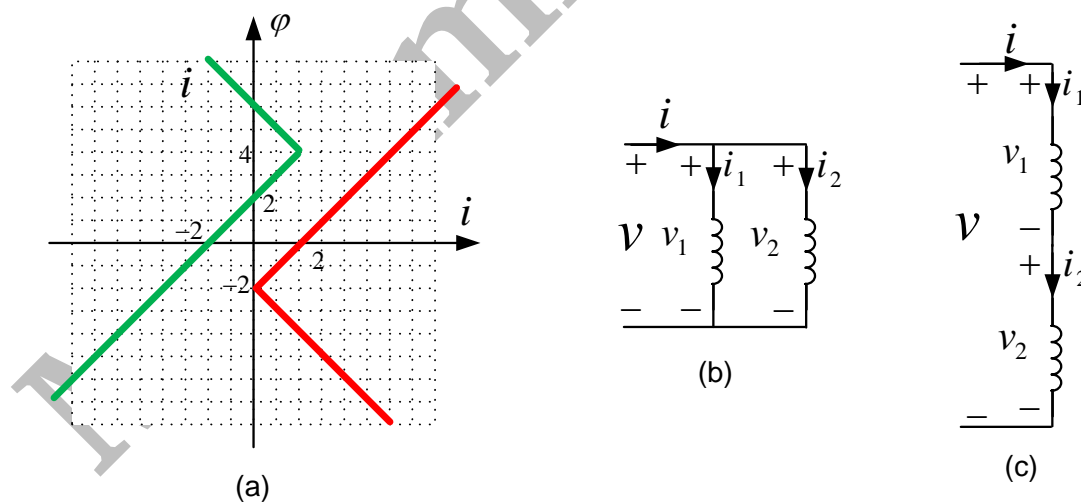 φ
i
4
2
−2
i
2
−2
(a)
i
+ + +
i₁ i₂
v v₁ v₂
− − −
(b)
i
+ +
i₁
v₁
v −
+
i₂
v₂
− −
(c)